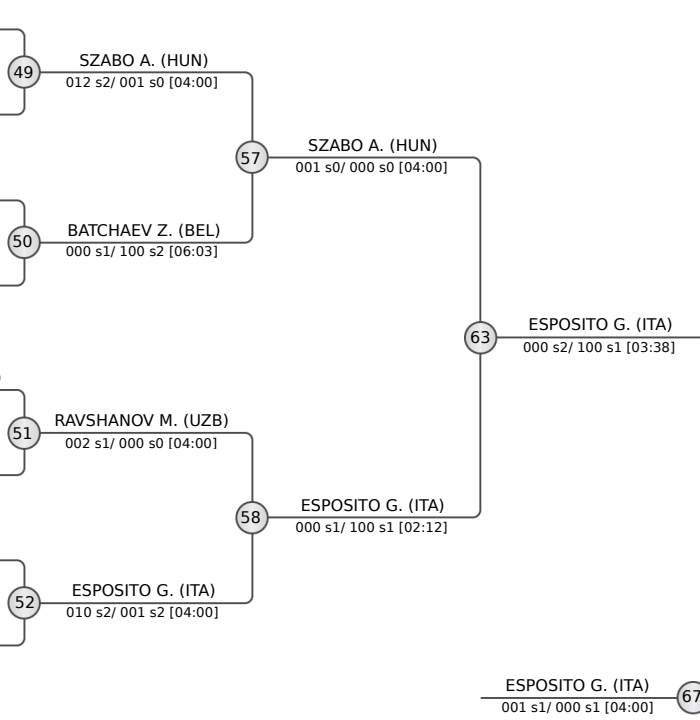 SZABO A. (HUN)
49
012 s2/ 001 s0 [04:00]
SZABO A. (HUN)
57
001 s0/ 000 s0 [04:00]
BATCHAEV Z. (BEL)
50
000 s1/ 100 s2 [06:03]
ESPOSITO G. (ITA)
63
000 s2/ 100 s1 [03:38]
RAVSHANOV M. (UZB)
51
002 s1/ 000 s0 [04:00]
ESPOSITO G. (ITA)
58
000 s1/ 100 s1 [02:12]
ESPOSITO G. (ITA)
52
010 s2/ 001 s2 [04:00]
ESPOSITO G. (ITA)
67
001 s1/ 000 s1 [04:00]